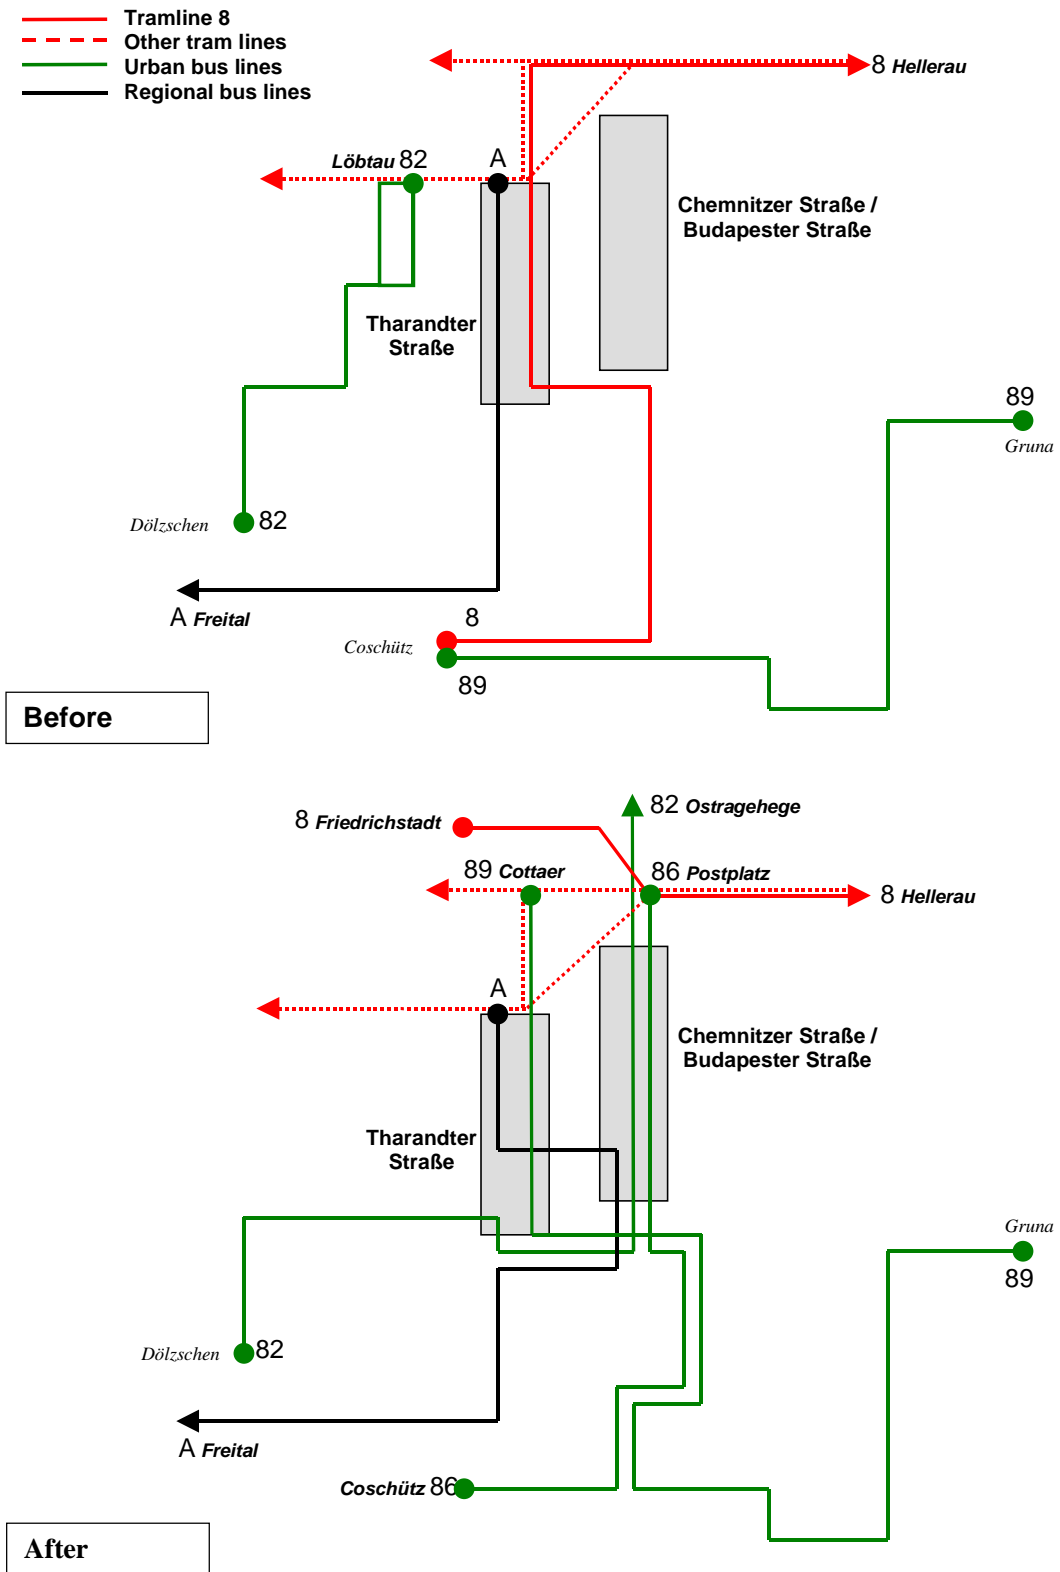 Tramline 8
Other tram lines
Urban bus lines
Regional bus lines
8 Hellerau
Löbtau 82
A
Chemnitzer Straße /
Budapester Straße
Tharandter
Straße
89
Gruna
Dölzschen
82
A Freital
8
Coschütz
89
Before
8 Friedrichstadt
82 Ostragehege
89 Cottaer
86 Postplatz
8 Hellerau
A
Chemnitzer Straße /
Budapester Straße
Tharandter
Straße
Gruna
89
Dölzschen
82
A Freital
Coschütz 86
After